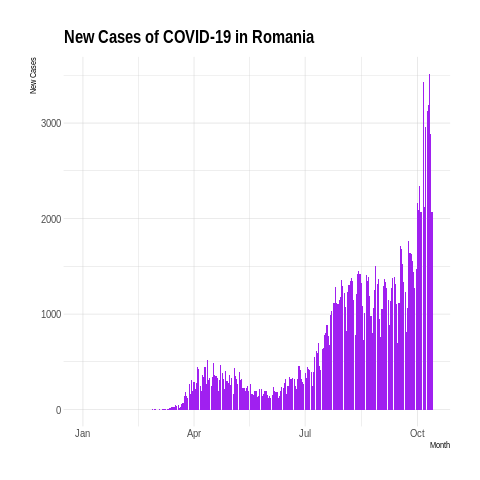 New Cases of COVID-19 in Romania
New Cases
3000
2000
1000
0
Jan Apr Jul Oct
Month